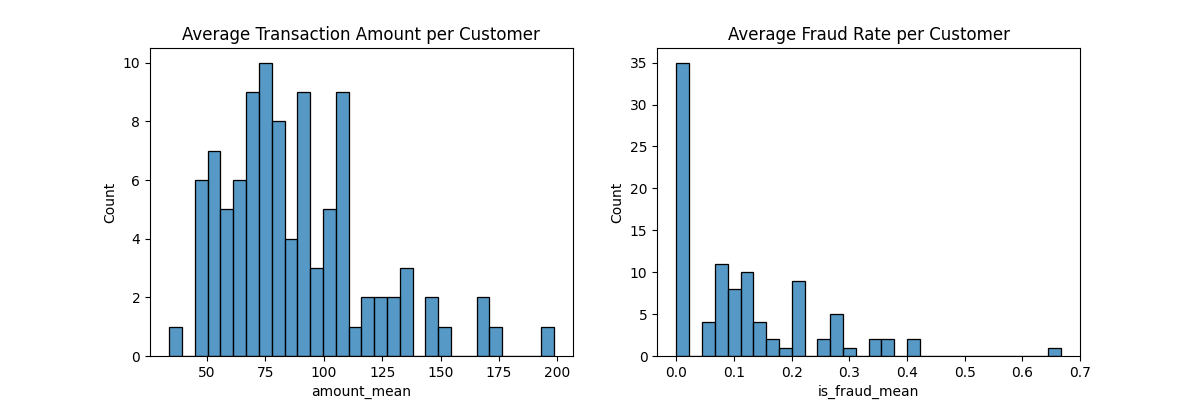 Average Transaction Amount per Customer
Count
10
8
6
4
2
0
50 75 100 125 150 175 200
amount_mean
Average Fraud Rate per Customer
Count
35
30
25
20
15
10
5
0
0.0 0.1 0.2 0.3 0.4 0.5 0.6 0.7
is_fraud_mean